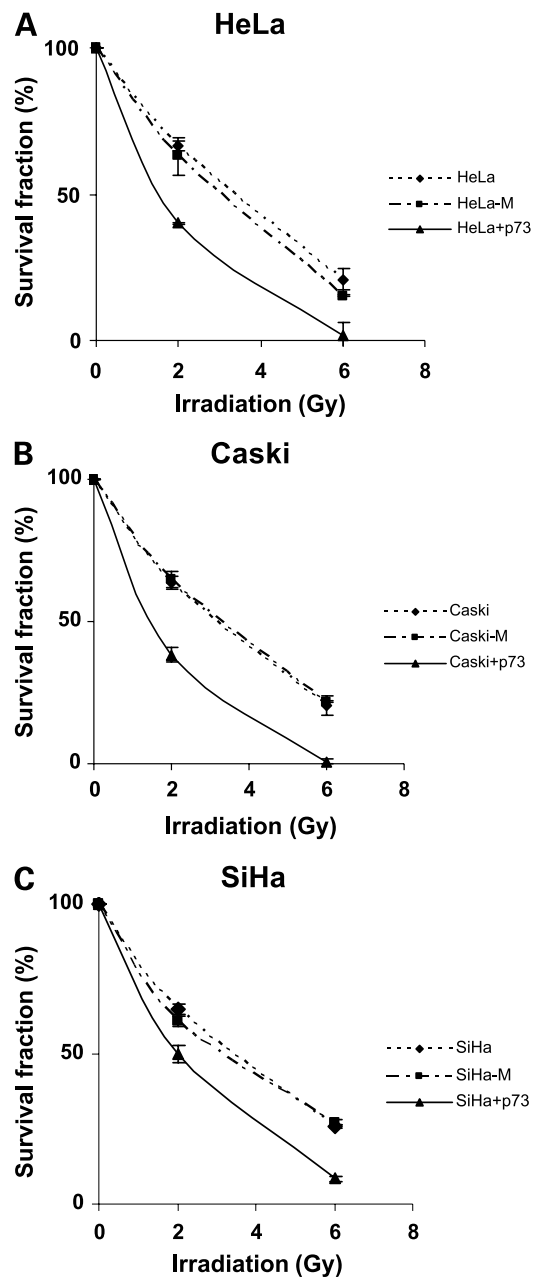 A
HeLa
100
50
0
Survival fraction (%)
0 2 4 6 8
Irradiation (Gy)
HeLa
HeLa-M
HeLa+p73
B
Caski
100
50
0
Survival fraction (%)
0 2 4 6 8
Irradiation (Gy)
Caski
Caski-M
Caski+p73
C
SiHa
100
50
0
Survival fraction (%)
0 2 4 6 8
Irradiation (Gy)
SiHa
SiHa-M
SiHa+p73